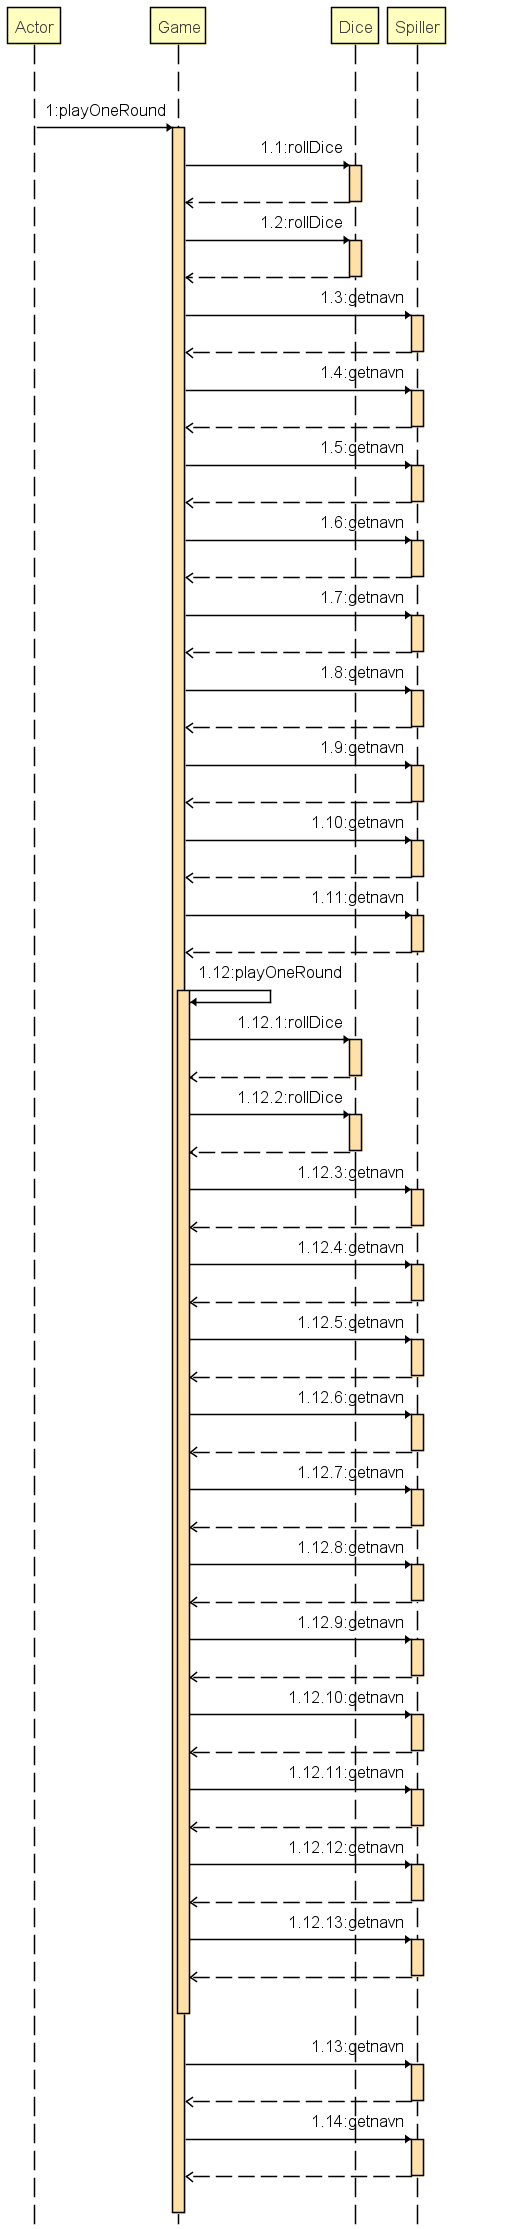 Actor Game Dice Spiller
1:playOneRound
1.1:rollDice
1.2:rollDice
1.3:getnavn
1.4:getnavn
1.5:getnavn
1.6:getnavn
1.7:getnavn
1.8:getnavn
1.9:getnavn
1.10:getnavn
1.11:getnavn
1.12:playOneRound
1.12.1:rollDice
1.12.2:rollDice
1.12.3:getnavn
1.12.4:getnavn
1.12.5:getnavn
1.12.6:getnavn
1.12.7:getnavn
1.12.8:getnavn
1.12.9:getnavn
1.12.10:getnavn
1.12.11:getnavn
1.12.12:getnavn
1.12.13:getnavn
1.13:getnavn
1.14:getnavn